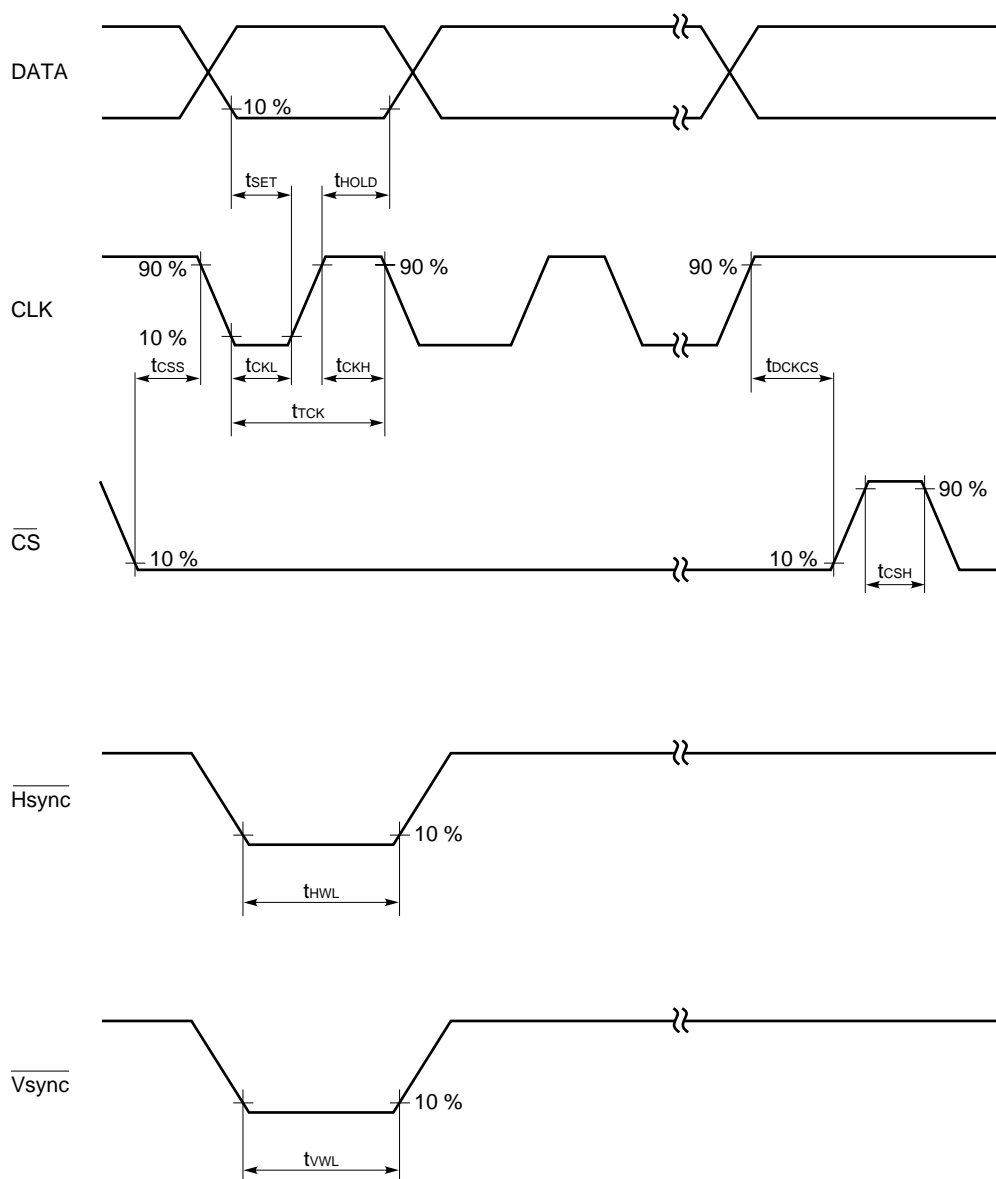 DATA
10 %
tSET
tHOLD
CLK
90 %
90 %
90 %
10 %
tCSS
tCKL
tCKH
tDCKCS
tTCK
CS
10 %
10 %
90 %
tCSH
Hsync
10 %
tHWL
Vsync
10 %
tVWL